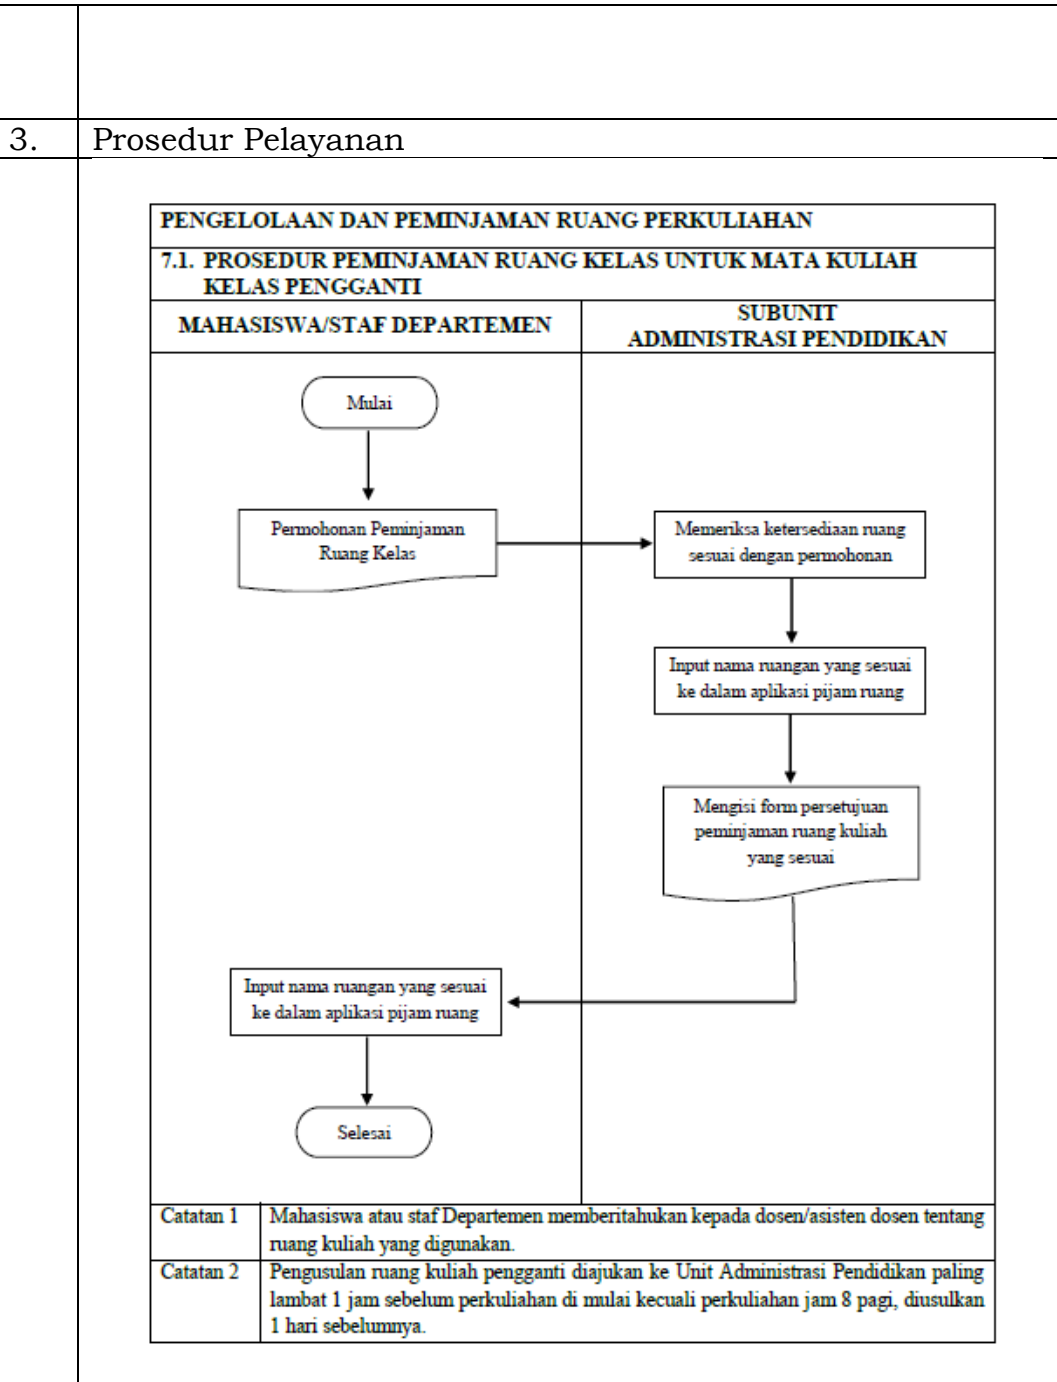 3. Prosedur Pelayanan
PENGELOLAAN DAN PEMINJAMAN RUANG PERKULIAHAN
7.1. PROSEDUR PEMINJAMAN RUANG KELAS UNTUK MATA KULIAH
KELAS PENGGANTI
MAHASISWA/STAF DEPARTEMEN
SUBUNIT
ADMINISTRASI PENDIDIKAN
Mulai
Permohonan Peminjaman
Ruang Kelas
Memeriksa ketersediaan ruang
sesuai dengan permohonan
Input nama ruangan yang sesuai
ke dalam aplikasi pijam ruang
Mengisi form persetujuan
peminjaman ruang kuliah
yang sesuai
Input nama ruangan yang sesuai
ke dalam aplikasi pijam ruang
Selesai
Catatan 1 Mahasiswa atau staf Departemen memberitahukan kepada dosen/asisten dosen tentang
ruang kuliah yang digunakan.
Catatan 2 Pengusulan ruang kuliah pengganti diajukan ke Unit Administrasi Pendidikan paling
lambat 1 jam sebelum perkuliahan di mulai kecuali perkuliahan jam 8 pagi, diusulkan
1 hari sebelumnya.